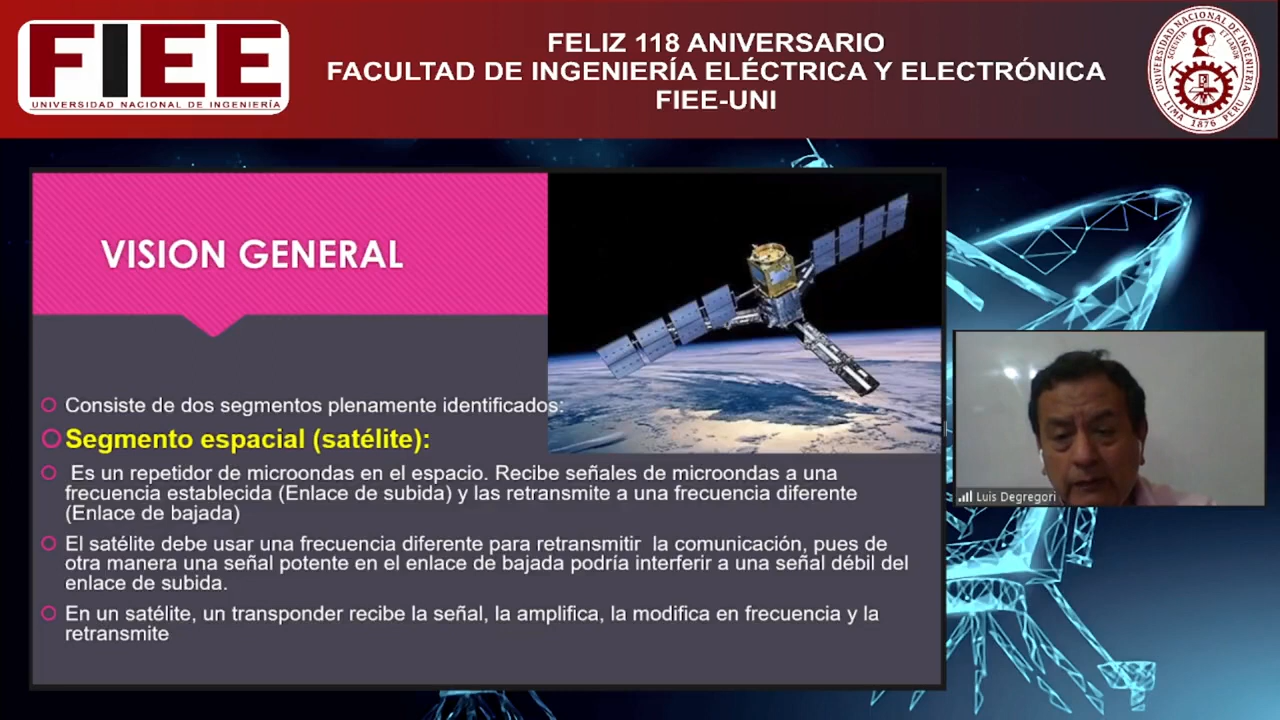 FIEE
UNIVERSIDAD NACIONAL DE INGENIERÍA
FELIZ 118 ANIVERSARIO
FACULTAD DE INGENIERÍA ELÉCTRICA Y ELECTRÓNICA
FIEE-UNI
UNIVERSIDAD NACIONAL DE INGENIERIA
SCIENTIA ET LABOR
LIMA 1876 PERU
VISION GENERAL
Consiste de dos segmentos plenamente identificados:
Segmento espacial (satélite):
Es un repetidor de microondas en el espacio. Recibe señales de microondas a una
frecuencia establecida (Enlace de subida) y las retransmite a una frecuencia diferente
(Enlace de bajada)
El satélite debe usar una frecuencia diferente para retransmitir la comunicación, pues de
otra manera una señal potente en el enlace de bajada podría interferir a una señal débil del
enlace de subida.
En un satélite, un transponder recibe la señal, la amplifica, la modifica en frecuencia y la
retransmite
Luis Degregori